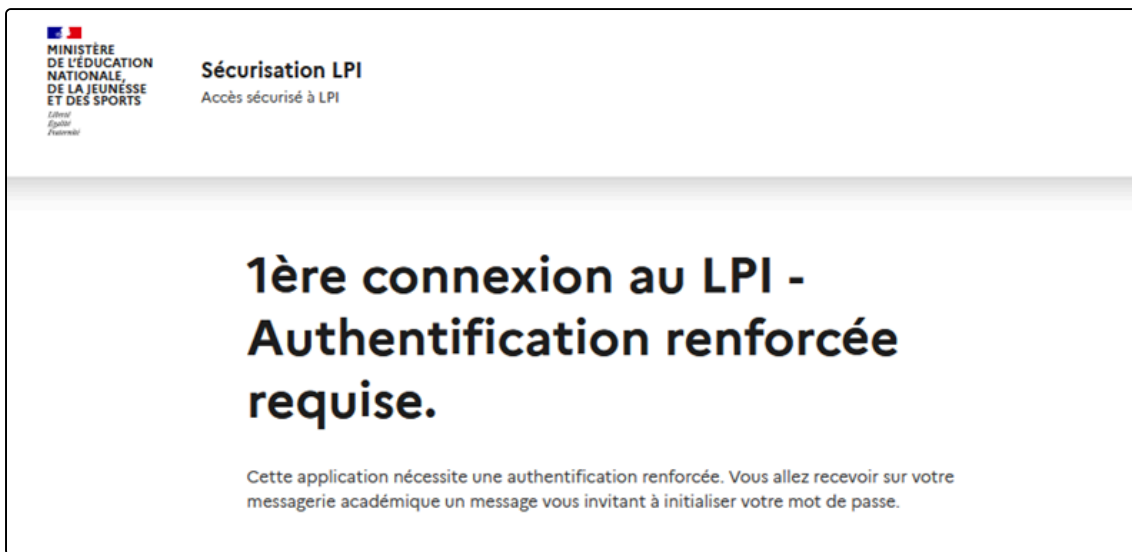 MINISTÈRE
DE L'ÉDUCATION
NATIONALE,
DE LA JEUNESSE
ET DES SPORTS
Liberté
Égalité
Fraternité
Sécurisation LPI
Accès sécurisé à LPI
1ère connexion au LPI -
Authentification renforcée
requise.
Cette application nécessite une authentification renforcée. Vous allez recevoir sur votre
messagerie académique un message vous invitant à initialiser votre mot de passe.